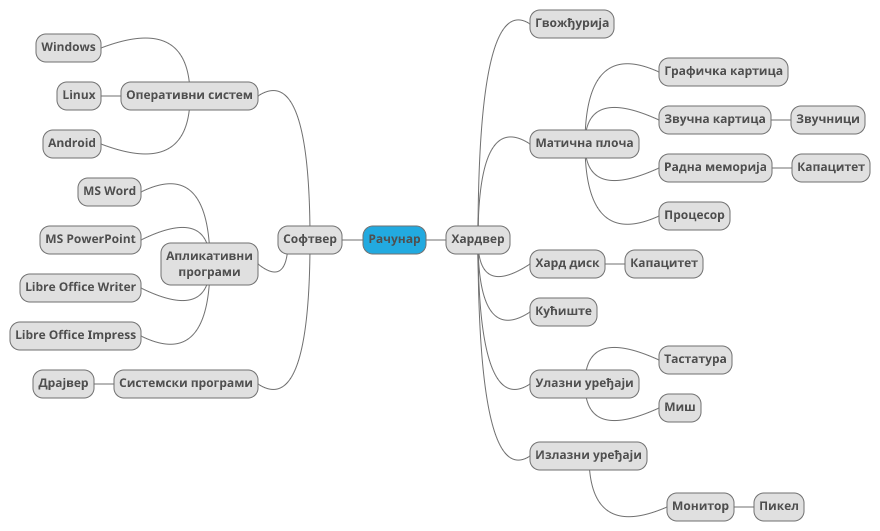 Рачунар
Софтвер
Оперативни систем
Windows
Linux
Android
Апликативни
програми
MS Word
MS PowerPoint
Libre Office Writer
Libre Office Impress
Системски програми
Драјвер
Хардвер
Гвожђурија
Матична плоча
Графичка картица
Звучна картица
Звучници
Радна меморија
Капацитет
Процесор
Хард диск
Капацитет
Кућиште
Улазни уређаји
Тастатура
Миш
Излазни уређаји
Монитор
Пикел